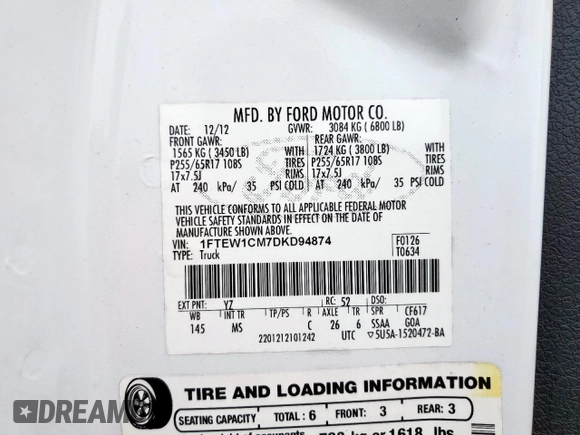 MFD. BY FORD MOTOR CO.
DATE: 12/12 GVWR: 3084 KG ( 6800 LB)
FRONT GAWR: REAR GAWR:
1565 KG ( 3450 LB) WITH 1724 KG ( 3800 LB) WITH
P255/65R17 108S TIRES P255/65R17 108S TIRES
17x7.5J RIMS 17x7.5J RIMS
AT 240 kPa/ 35 PSI COLD AT 240 kPa/ 35 PSI COLD
THIS VEHICLE CONFORMS TO ALL APPLICABLE FEDERAL MOTOR
VEHICLE SAFETY STANDARDS IN EFFECT ON THE DATE OF
MANUFACTURE SHOWN ABOVE.
VIN: 1FTEW1CM7DKD94874 F0126
TYPE: Truck T0634
EXT PNT: YZ RC: 52 DSO:
WB INT TR TP/PS R AXLE TR SPR CF617
145 MS C 26 6 SSAA G0A
2201212101242 UTC 5U5A-1520472-BA
TIRE AND LOADING INFORMATION
SEATING CAPACITY TOTAL: 6 FRONT: 3 REAR: 3
kg or 1618 lbs
DREAM